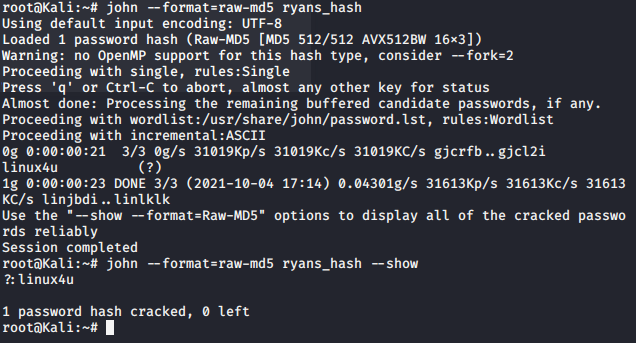 root@Kali:~# john --format=raw-md5 ryans_hash
Using default input encoding: UTF-8
Loaded 1 password hash (Raw-MD5 [MD5 512/512 AVX512BW 16×3])
Warning: no OpenMP support for this hash type, consider --fork=2
Proceeding with single, rules:Single
Press 'q' or Ctrl-C to abort, almost any other key for status
Almost done: Processing the remaining buffered candidate passwords, if any.
Proceeding with wordlist:/usr/share/john/password.lst, rules:Wordlist
Proceeding with incremental:ASCII
0g 0:00:00:21  3/3 0g/s 31019Kp/s 31019Kc/s 31019KC/s gjcrfb..gjcl2i
linux4u          (?)
1g 0:00:00:23 DONE 3/3 (2021-10-04 17:14) 0.04301g/s 31613Kp/s 31613Kc/s 31613
KC/s linjbdi..linlklk
Use the "--show --format=Raw-MD5" options to display all of the cracked passwo
rds reliably
Session completed
root@Kali:~# john --format=raw-md5 ryans_hash --show
?:linux4u
1 password hash cracked, 0 left
root@Kali:~#